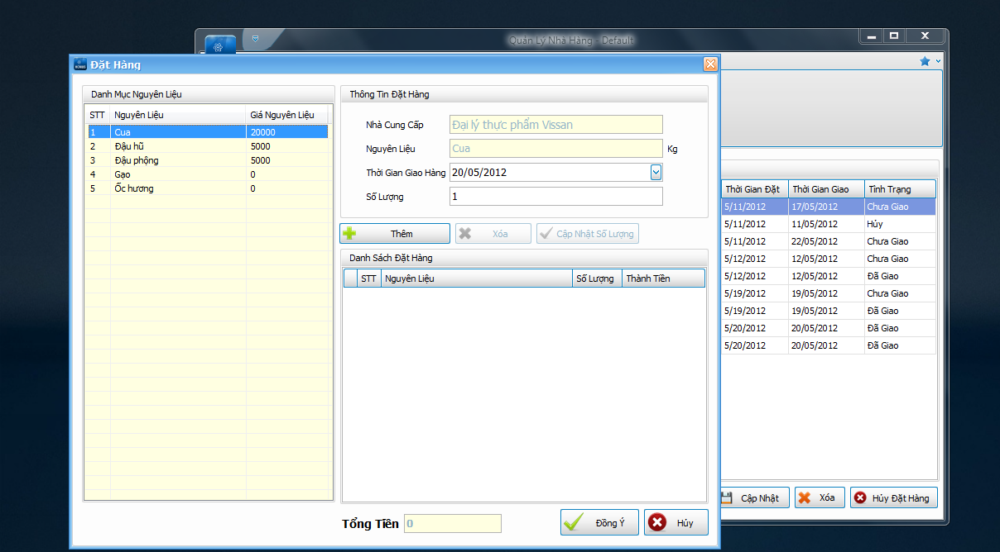 Quản Lý Nhà Hàng - Default
Đặt Hàng
Danh Mục Nguyên Liệu
STT Nguyên Liệu Giá Nguyên Liệu
1 Cua 20000
2 Đậu hũ 5000
3 Đậu phộng 5000
4 Gạo 0
5 Ốc hương 0
Thông Tin Đặt Hàng
Nhà Cung Cấp Đại lý thực phẩm Vissan
Nguyên Liệu Cua Kg
Thời Gian Giao Hàng 20/05/2012
Số Lượng 1
Thêm Xóa Cập Nhật Số Lượng
Danh Sách Đặt Hàng
STT Nguyên Liệu Số Lượng Thành Tiền
Tổng Tiền 0
Đồng Ý Hủy
Thời Gian Đặt Thời Gian Giao Tình Trạng
5/11/2012 17/05/2012 Chưa Giao
5/11/2012 11/05/2012 Hủy
5/11/2012 22/05/2012 Chưa Giao
5/12/2012 12/05/2012 Chưa Giao
5/12/2012 12/05/2012 Đã Giao
5/19/2012 19/05/2012 Chưa Giao
5/19/2012 19/05/2012 Đã Giao
5/20/2012 20/05/2012 Đã Giao
5/20/2012 20/05/2012 Đã Giao
Cập Nhật Xóa Hủy Đặt Hàng